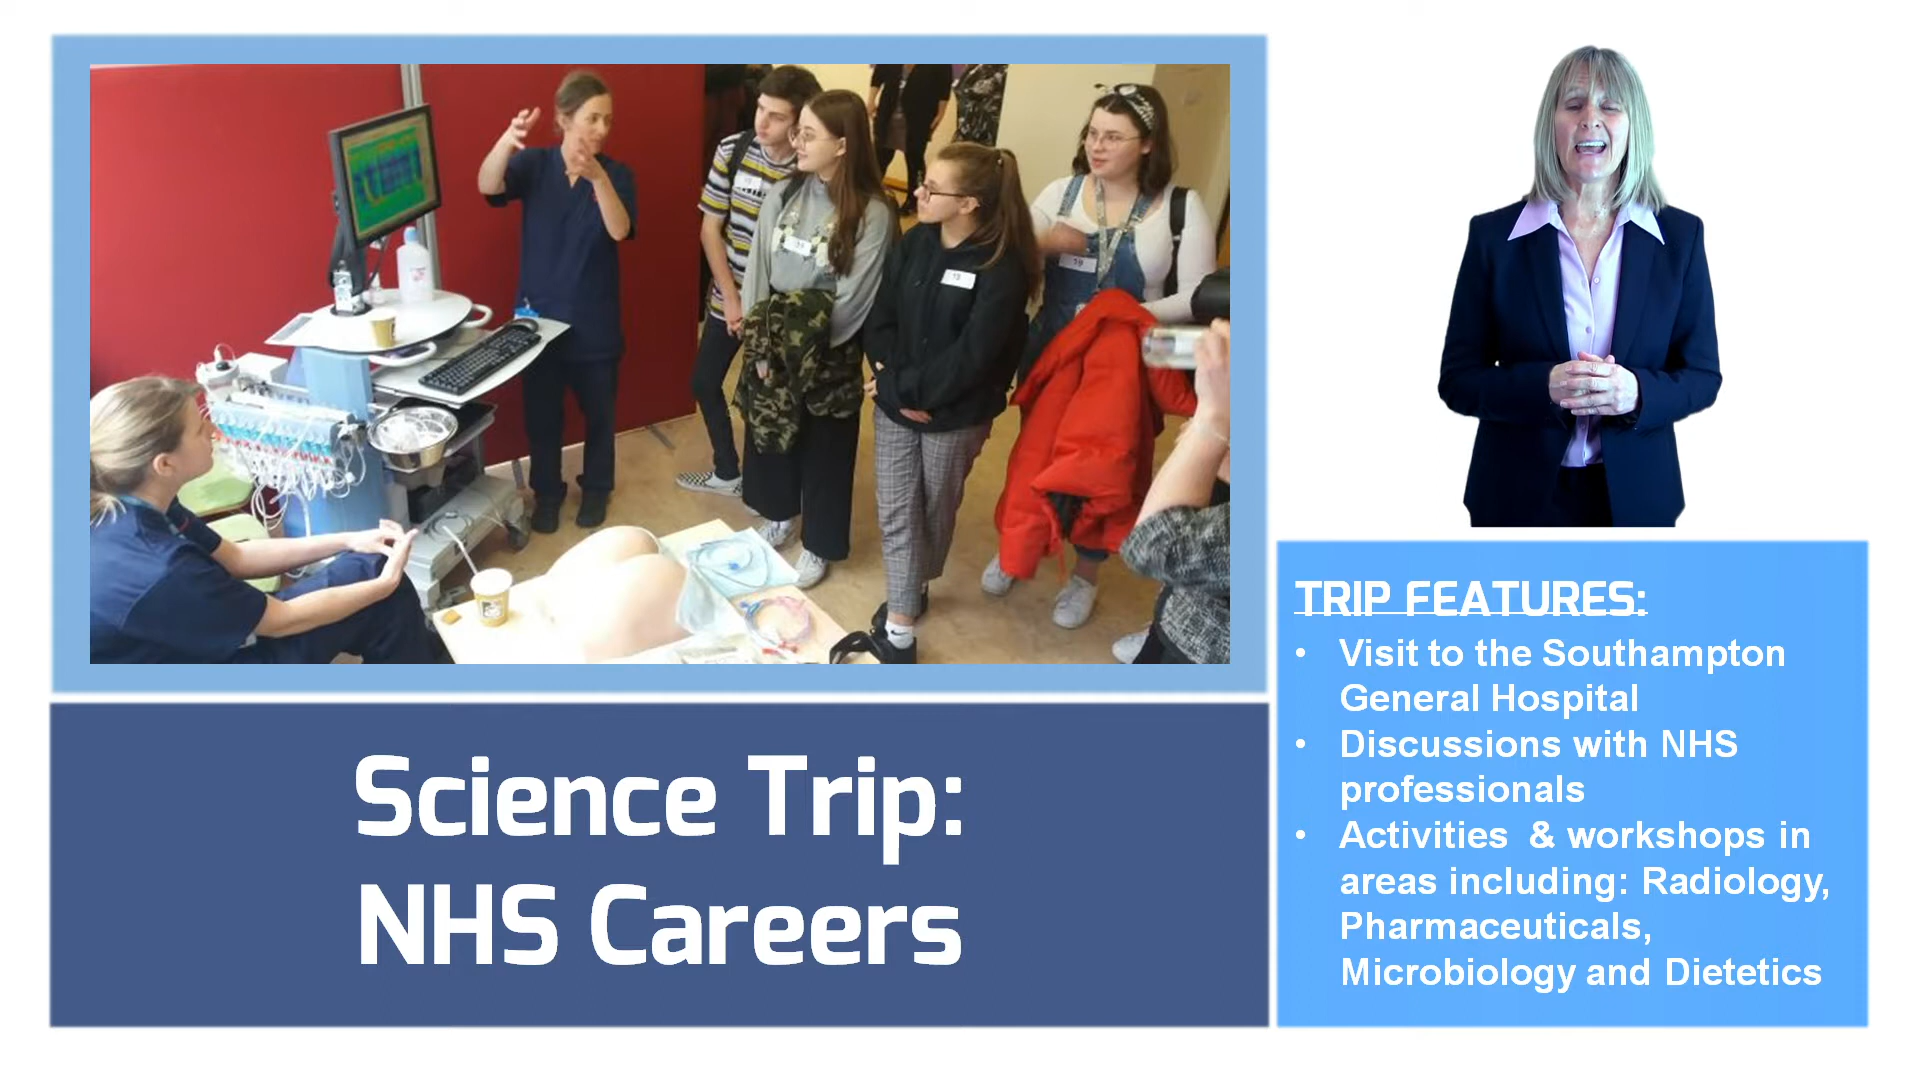 Science Trip:
NHS Careers
TRIP FEATURES:
• Visit to the Southampton
General Hospital
• Discussions with NHS
professionals
• Activities & workshops in
areas including: Radiology,
Pharmaceuticals,
Microbiology and Dietetics